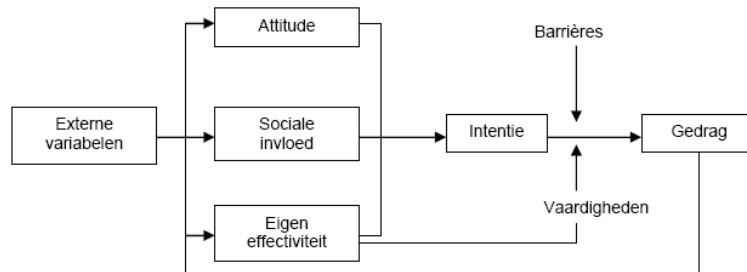 Attitude
Barrières
Externe
variabelen
Sociale
invloed
Intentie
Gedrag
Eigen
effectiviteit
Vaardigheden